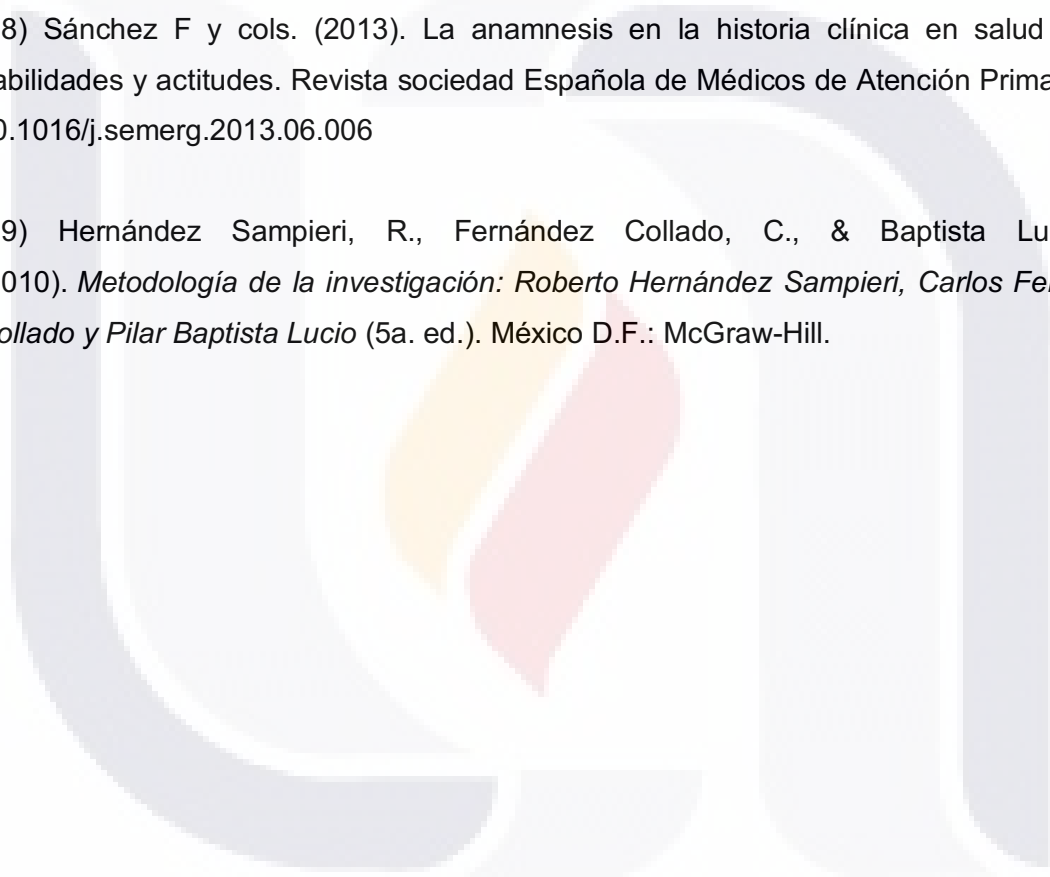 8) Sánchez F y cols. (2013). La anamnesis en la historia clínica en salud
abilidades y actitudes. Revista sociedad Española de Médicos de Atención Prima
0.1016/j.semerg.2013.06.006
9) Hernández Sampieri, R., Fernández Collado, C., & Baptista Lu
010). Metodología de la investigación: Roberto Hernández Sampieri, Carlos Fe
ollado y Pilar Baptista Lucio (5a. ed.). México D.F.: McGraw-Hill.